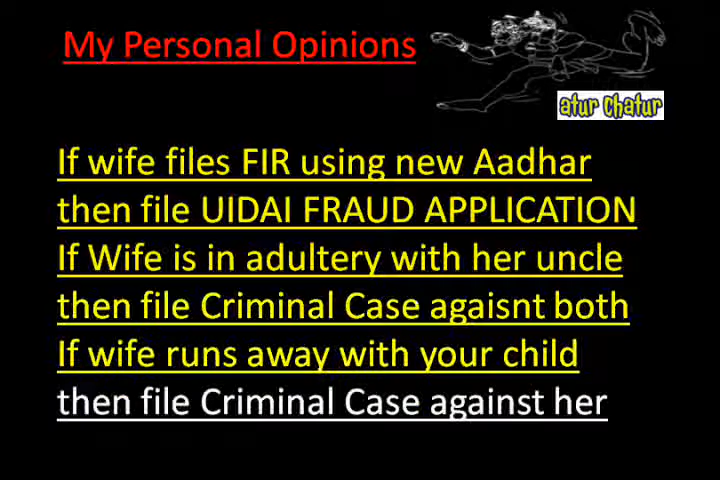 My Personal Opinions
atur chatur
If wife files FIR using new Aadhar
then file UIDAI FRAUD APPLICATION
If Wife is in adultery with her uncle
then file Criminal Case agaisnt both
If wife runs away with your child
then file Criminal Case against her